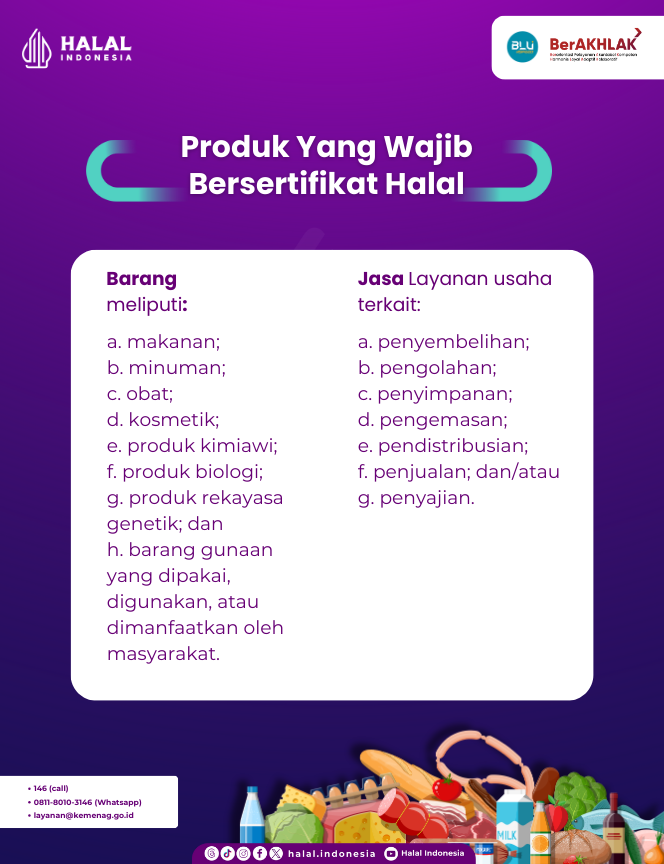 HALAL
INDONESIA
BLU
BerAKHLAK
Produk Yang Wajib
Bersertifikat Halal
Barang
meliputi:
a. makanan;
b. minuman;
c. obat;
d. kosmetik;
e. produk kimiawi;
f. produk biologi;
g. produk rekayasa
genetik; dan
h. barang gunaan
yang dipakai,
digunakan, atau
dimanfaatkan oleh
masyarakat.
Jasa Layanan usaha
terkait:
a. penyembelihan;
b. pengolahan;
c. penyimpanan;
d. pengemasan;
e. pendistribusian;
f. penjualan; dan/atau
g. penyajian.
• 146 (call)
• 0811-8010-3146 (Whatsapp)
• layanan@kemenag.go.id
MILK
halal.indonesia
Halal Indonesia